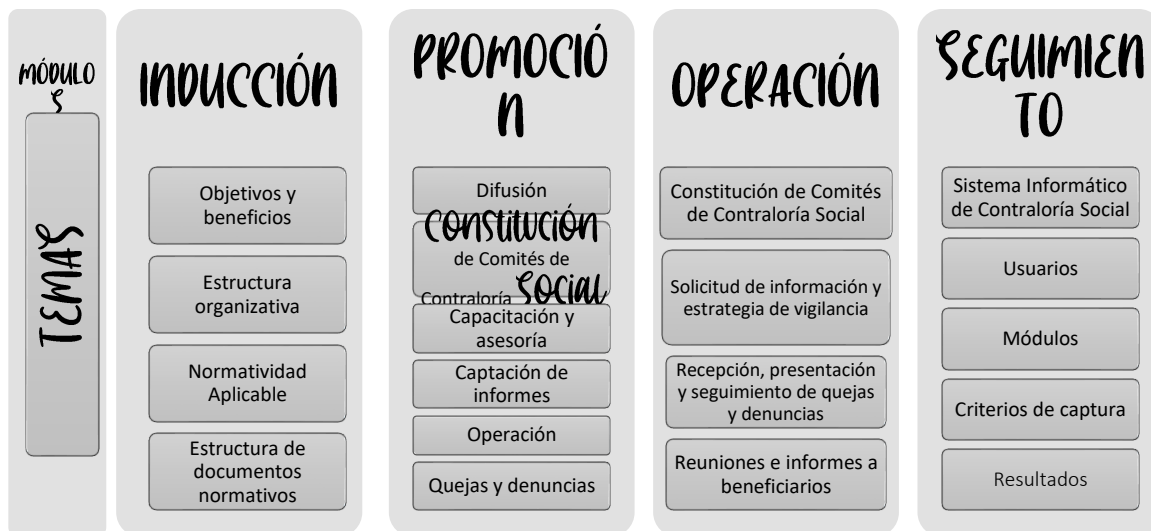 MÓDULO
S
TEMAS
INDUCCIÓN
Objetivos y
beneficios
Estructura
organizativa
Normatividad
Aplicable
Estructura de
documentos
normativos
PROMOCIÓ
N
Difusión
Constitución
de Comités de
Contraloría Social
Capacitación y
asesoría
Captación de
informes
Operación
Quejas y denuncias
OPERACIÓN
Constitución de Comités
de Contraloría Social
Solicitud de información y
estrategia de vigilancia
Recepción, presentación
y seguimiento de quejas
y denuncias
Reuniones e informes a
beneficiarios
SEGUIMIEN
TO
Sistema Informático
de Contraloría Social
Usuarios
Módulos
Criterios de captura
Resultados